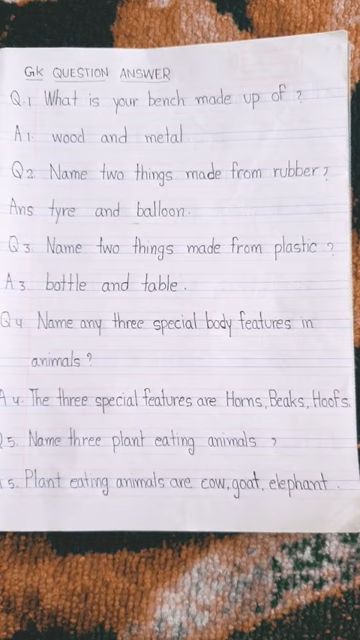 GK QUESTION ANSWER
Q.1 What is your bench made up of ?
A 1. wood and metal
Q2. Name two things made from rubber?
Ans tyre and balloon.
Q 3 Name two things made from plastic ?
A 3 bottle and table.
Q 4 Name any three special body features in
animals ?
A 4. The three special features are Horns, Beaks, Hoofs.
Q5. Name three plant eating animals ?
A 5. Plant eating animals are cow, goat, elephant.